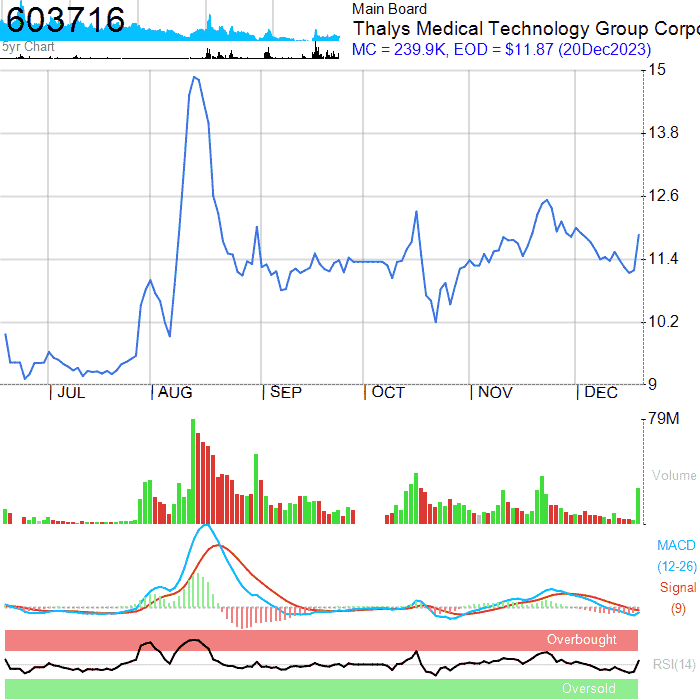 603716
5yr Chart
Main Board
Thalys Medical Technology Group Corpo
MC = 239.9K, EOD = $11.87 (20Dec2023)
15
13.8
12.6
11.4
10.2
9
JUL
AUG
SEP
OCT
NOV
DEC
79M
Volume
MACD
(12-26)
Signal
(9)
Overbought
RSI(14)
Oversold